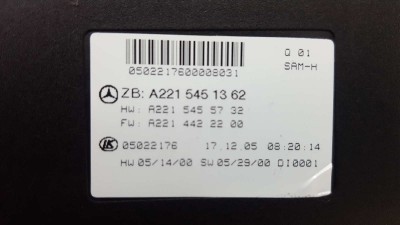 Q 01
SAM-H
0502217600008031
ZB: A221 545 13 62
HW: A221 545 57 32
FW: A221 442 22 00
05022176 17.12.05 08:20:14
HW 05/14/00 SW 05/29/00 DI0001